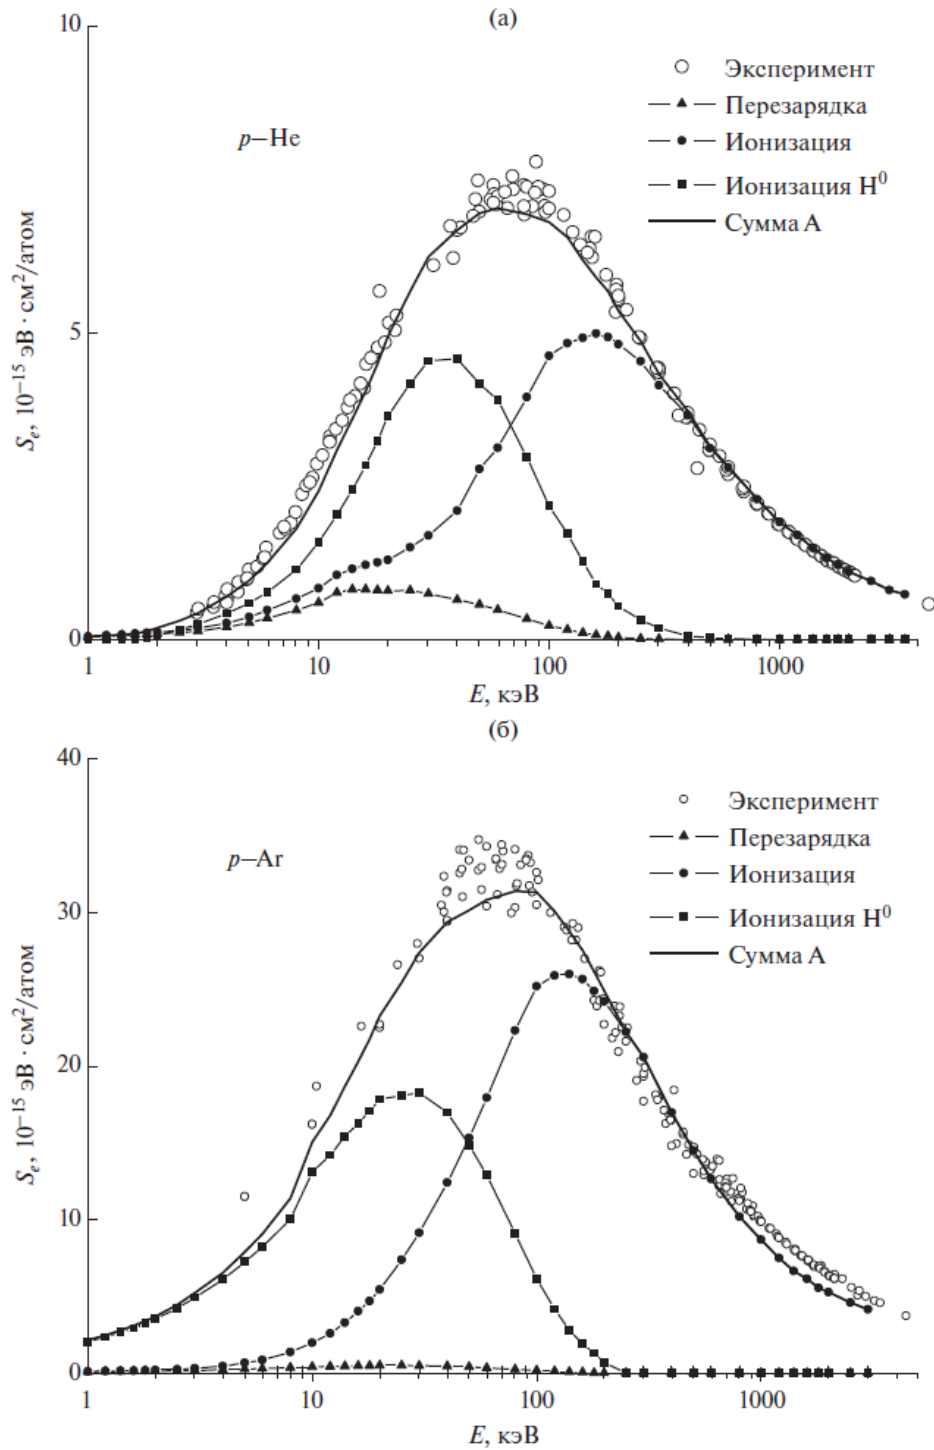 (а)
10
5
0
Sₑ, 10⁻¹⁵ эВ · см²/атом
p–He
Эксперимент
Перезарядка
Ионизация
Ионизация H⁰
Сумма А
1
10
100
1000
E, кэВ
(б)
40
30
20
10
0
Sₑ, 10⁻¹⁵ эВ · см²/атом
p–Ar
Эксперимент
Перезарядка
Ионизация
Ионизация H⁰
Сумма А
1
10
100
1000
E, кэВ